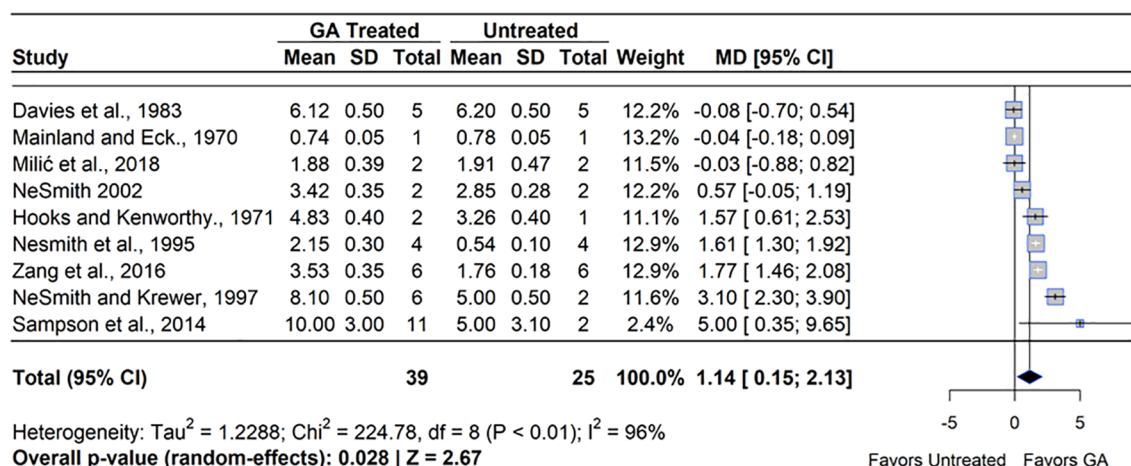 GA Treated Untreated
Study Mean SD Total Mean SD Total Weight MD [95% CI]
Davies et al., 1983 6.12 0.50 5 6.20 0.50 5 12.2% -0.08 [-0.70; 0.54]
Mainland and Eck., 1970 0.74 0.05 1 0.78 0.05 1 13.2% -0.04 [-0.18; 0.09]
Milić et al., 2018 1.88 0.39 2 1.91 0.47 2 11.5% -0.03 [-0.88; 0.82]
NeSmith 2002 3.42 0.35 2 2.85 0.28 2 12.2% 0.57 [-0.05; 1.19]
Hooks and Kenworthy., 1971 4.83 0.40 2 3.26 0.40 1 11.1% 1.57 [ 0.61; 2.53]
Nesmith et al., 1995 2.15 0.30 4 0.54 0.10 4 12.9% 1.61 [ 1.30; 1.92]
Zang et al., 2016 3.53 0.35 6 1.76 0.18 6 12.9% 1.77 [ 1.46; 2.08]
NeSmith and Krewer, 1997 8.10 0.50 6 5.00 0.50 2 11.6% 3.10 [ 2.30; 3.90]
Sampson et al., 2014 10.00 3.00 11 5.00 3.10 2 2.4% 5.00 [ 0.35; 9.65]
Total (95% CI) 39 25 100.0% 1.14 [ 0.15; 2.13]
-5 0 5
Heterogeneity: Tau² = 1.2288; Chi² = 224.78, df = 8 (P < 0.01); I² = 96%
Overall p-value (random-effects): 0.028 | Z = 2.67
Favors Untreated Favors GA